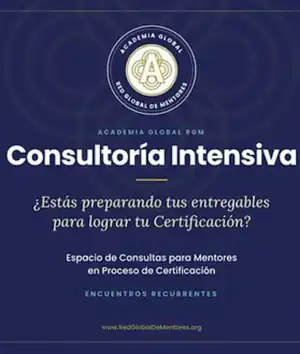 ACADEMIA GLOBAL
A
RED GLOBAL DE MENTORES
ACADEMIA GLOBAL RGM
Consultoría Intensiva
¿Estás preparando tus entregables
para lograr tu Certificación?
Espacio de Consultas para Mentores
en Proceso de Certificación
ENCUENTROS RECURRENTES
www.RedGlobalDeMentores.org